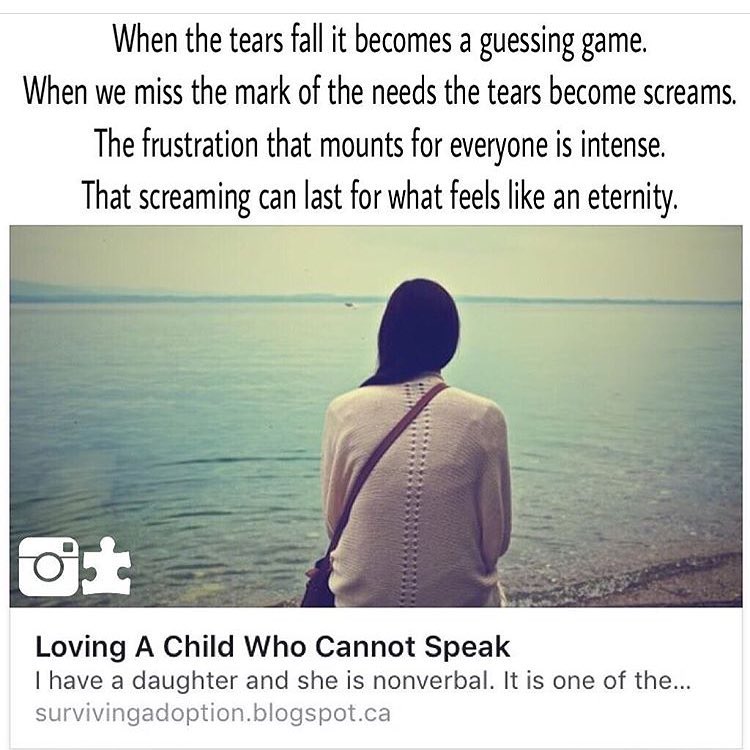 When the tears fall it becomes a guessing game.
When we miss the mark of the needs the tears become screams.
The frustration that mounts for everyone is intense.
That screaming can last for what feels like an eternity.
Loving A Child Who Cannot Speak
I have a daughter and she is nonverbal. It is one of the...
survivingadoption.blogspot.ca